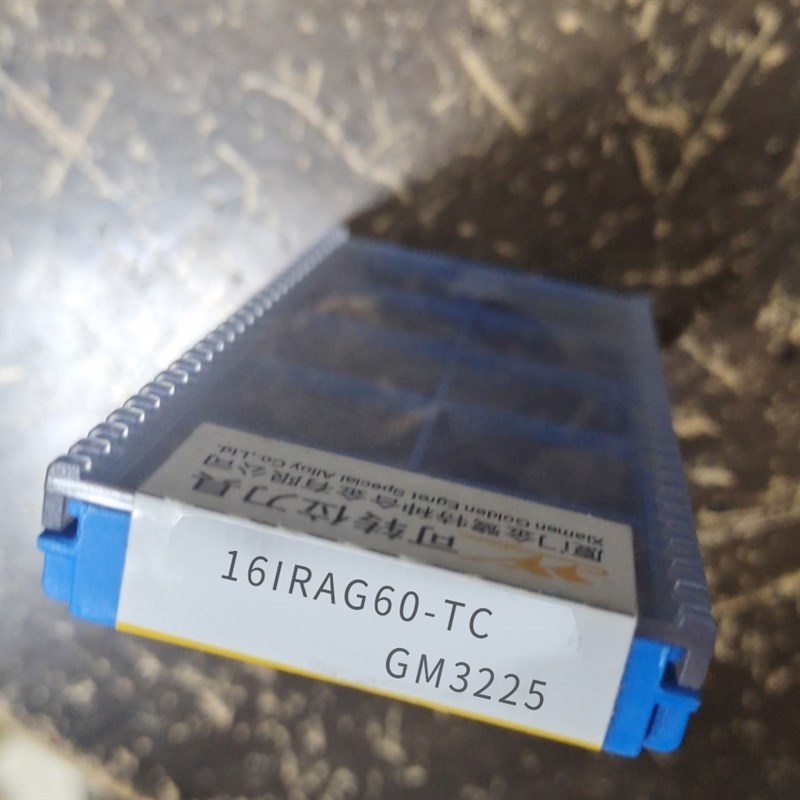 16IRAG60-TC
GM3225
可转位刀具
厦门金鹭特种合金有限公司
Xiamen Golden Egret Special Alloy Co.,Ltd.